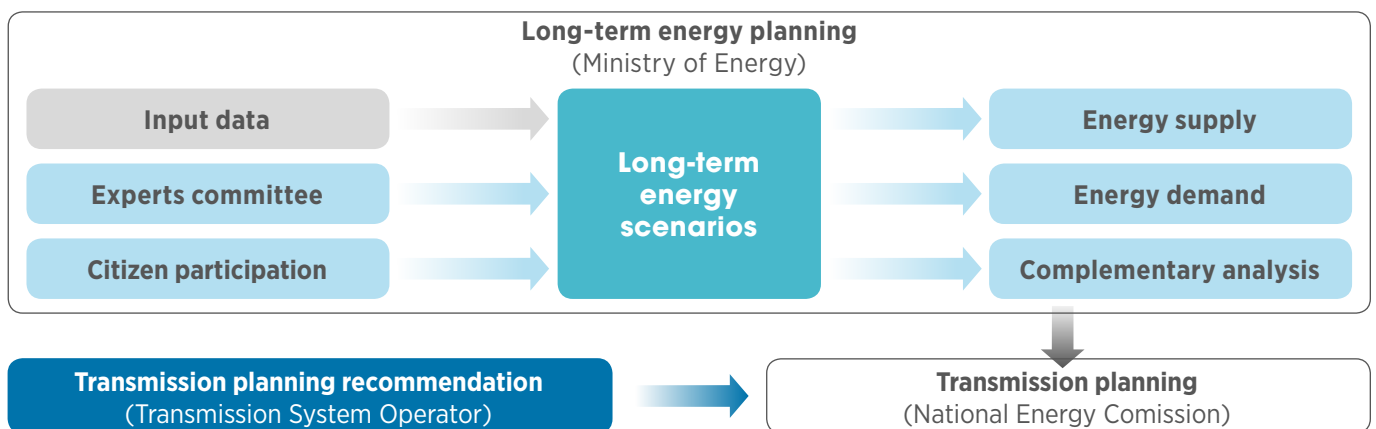 Long-term energy planning
(Ministry of Energy)
Input data
Experts committee
Citizen participation
Long-term
energy
scenarios
Energy supply
Energy demand
Complementary analysis
Transmission planning recommendation
(Transmission System Operator)
Transmission planning
(National Energy Comission)